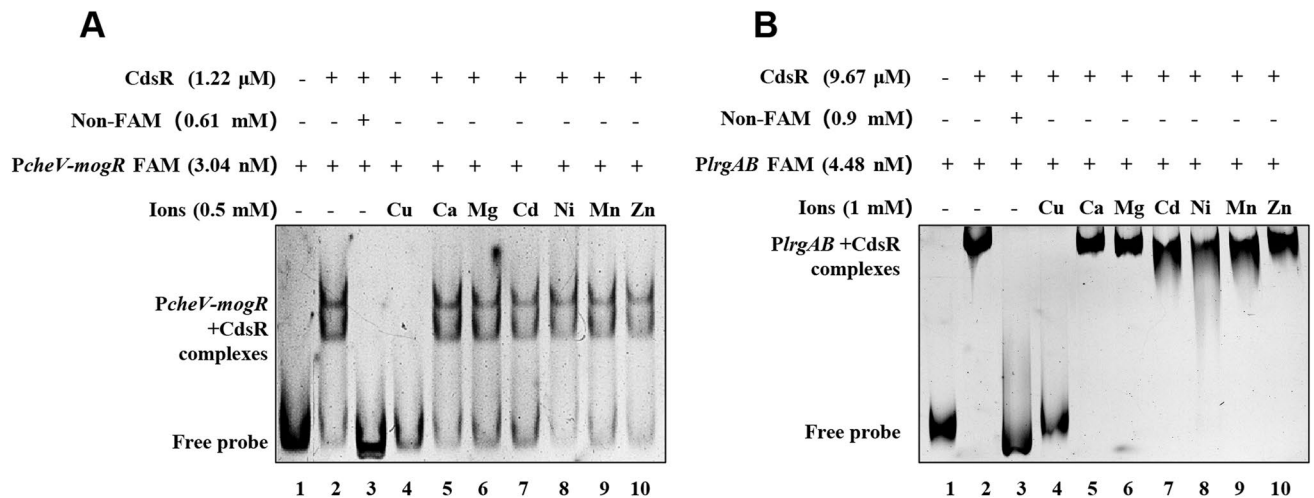 A
CdsR (1.22 μM) - + + + + + + + + +
Non-FAM (0.61 mM) - - + - - - - - - -
PcheV-mogR FAM (3.04 nM) + + + + + + + + + +
Ions (0.5 mM) - - - Cu Ca Mg Cd Ni Mn Zn
PcheV-mogR
+CdsR
complexes
Free probe
1 2 3 4 5 6 7 8 9 10
B
CdsR (9.67 μM) - + + + + + + + + +
Non-FAM (0.9 mM) - - + - - - - - - -
PlrgAB FAM (4.48 nM) + + + + + + + + + +
Ions (1 mM) - - - Cu Ca Mg Cd Ni Mn Zn
PlrgAB +CdsR
complexes
Free probe
1 2 3 4 5 6 7 8 9 10